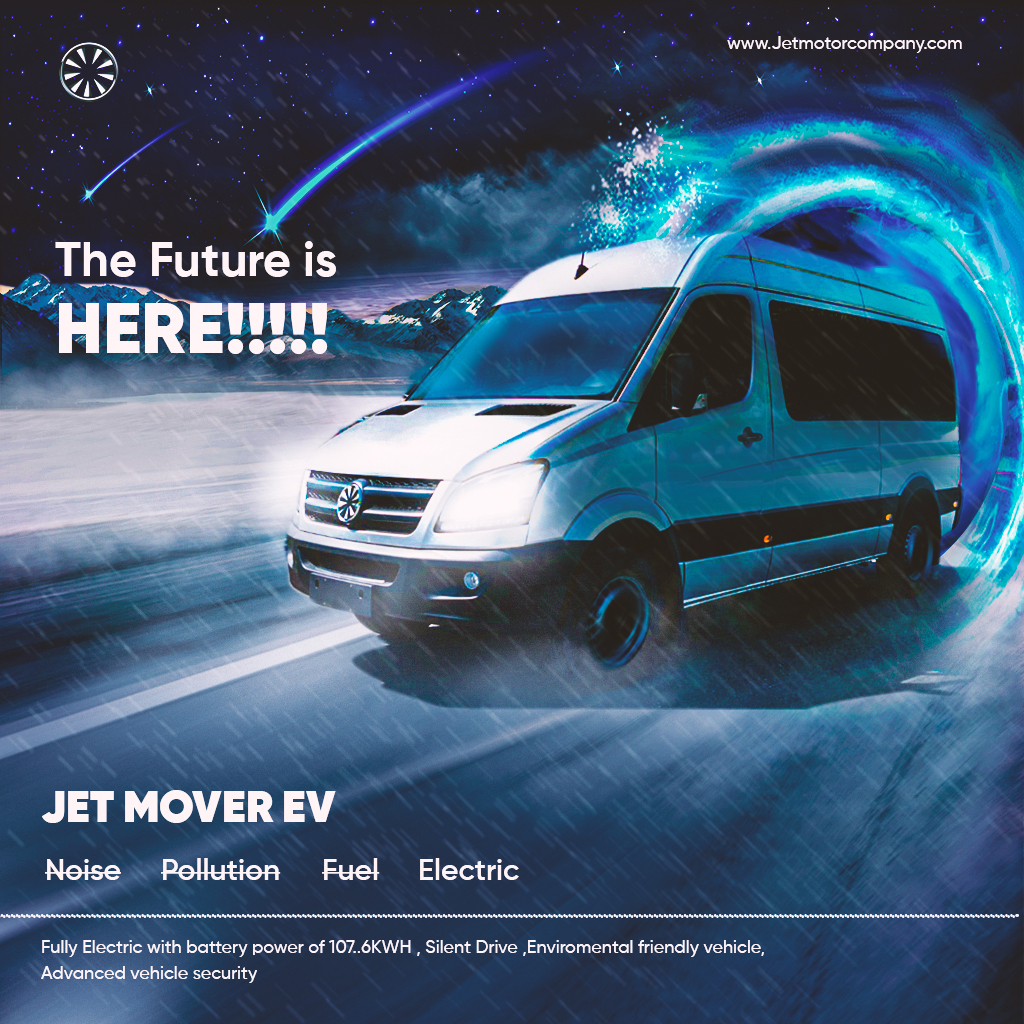 www.Jetmotorcompany.com
The Future is
HERE!!!!!
JET MOVER EV
Noise Pollution Fuel Electric
Fully Electric with battery power of 107..6KWH , Silent Drive ,Enviromental friendly vehicle,
Advanced vehicle security